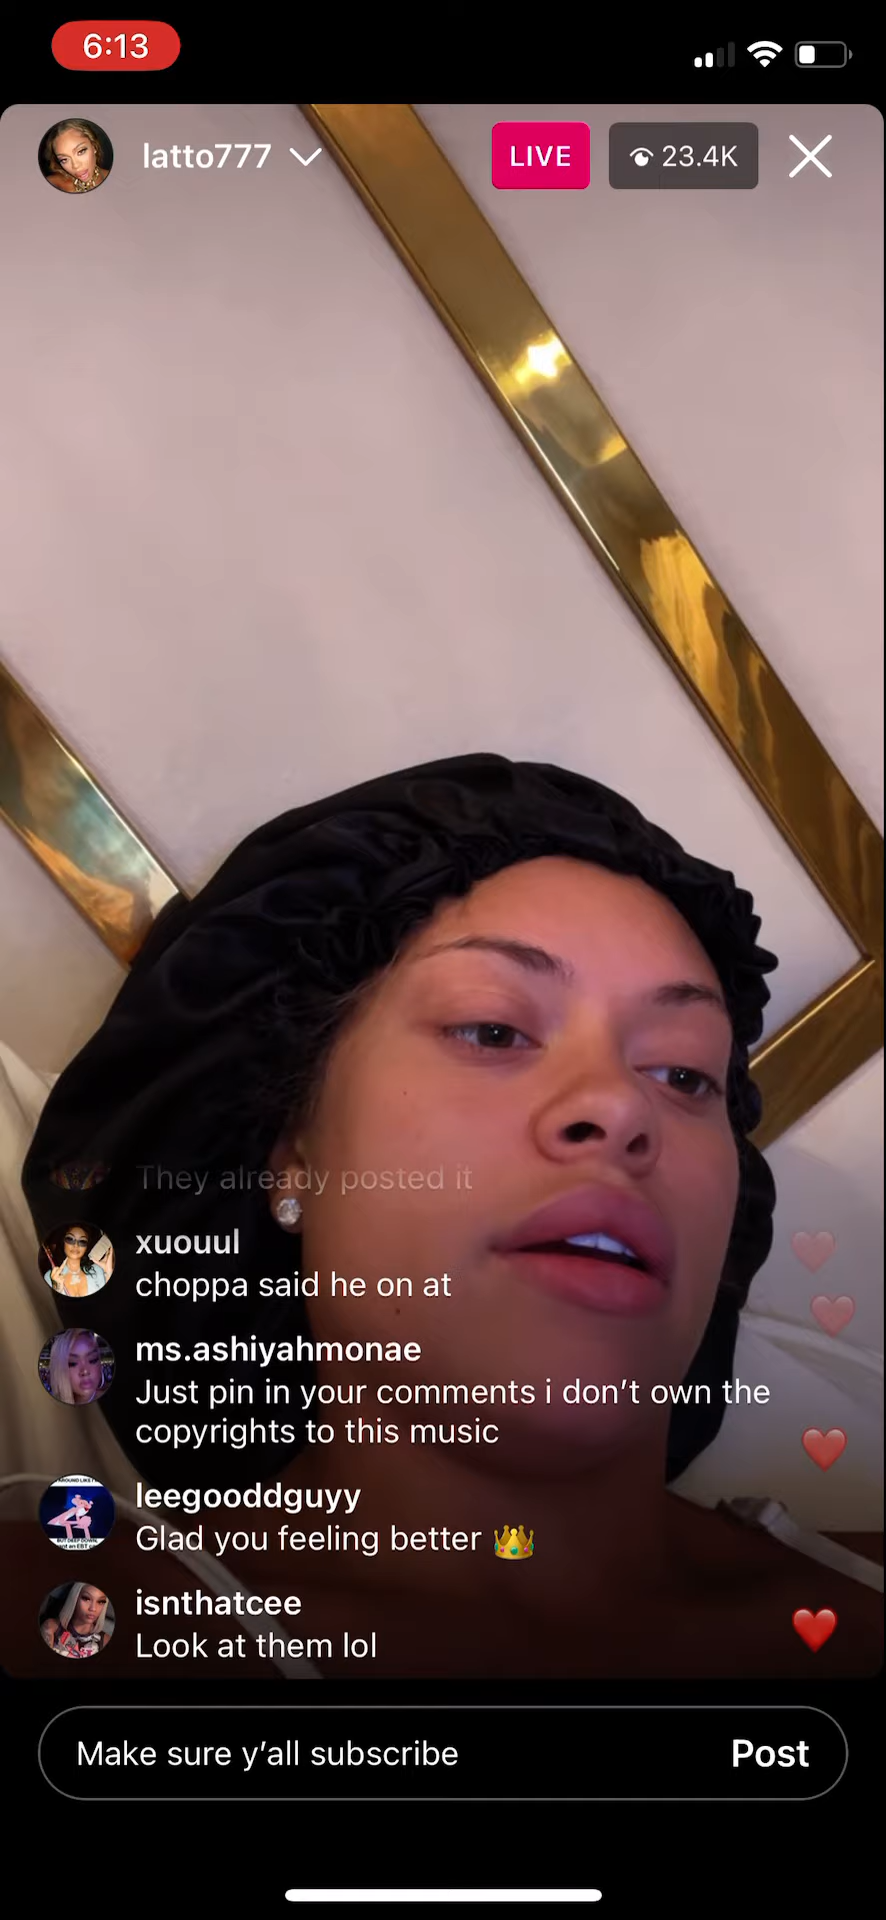 6:13
latto777
LIVE
23.4K
They already posted it
xuouul
choppa said he on at
ms.ashiyahmonae
Just pin in your comments i don’t own the
copyrights to this music
leegooddguyy
Glad you feeling better 👑
isnthatcee
Look at them lol
Make sure y’all subscribe
Post